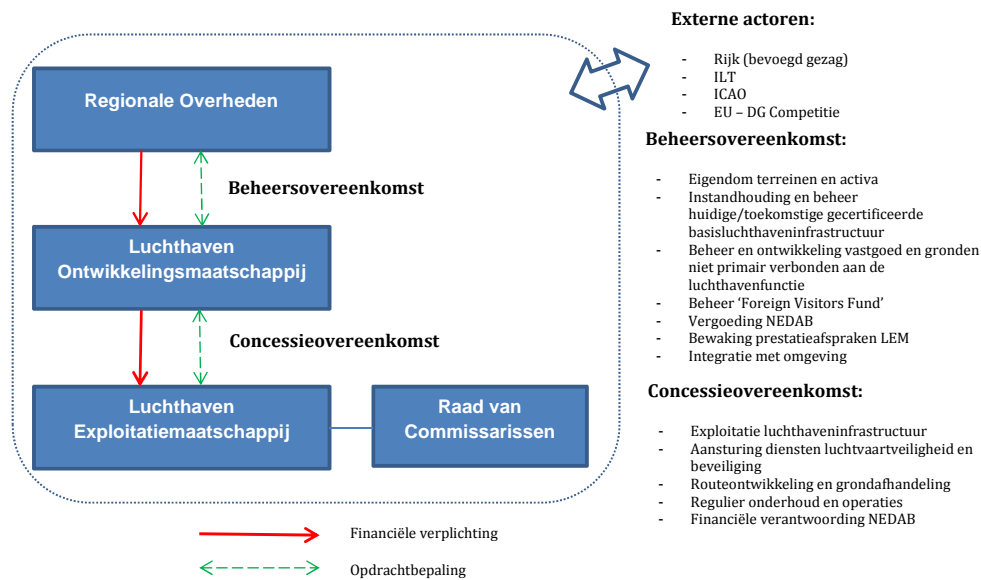 Regionale Overheden
Beheersovereenkomst
Luchthaven
Ontwikkelingsmaatschappij
Concessieovereenkomst
Luchthaven
Exploitatiemaatschappij
Raad van
Commissarissen
Financiële verplichting
Opdrachtbepaling
Externe actoren:
- Rijk (bevoegd gezag)
- ILT
- ICAO
- EU – DG Competitie
Beheersovereenkomst:
- Eigendom terreinen en activa
- Instandhouding en beheer
huidige/toekomstige gecertificeerde
basisluchthaveninfrastructuur
- Beheer en ontwikkeling vastgoed en gronden
niet primair verbonden aan de
luchthavenfunctie
- Beheer ‘Foreign Visitors Fund’
- Vergoeding NEDAB
- Bewaking prestatieafspraken LEM
- Integratie met omgeving
Concessieovereenkomst:
- Exploitatie luchthaveninfrastructuur
- Aansturing diensten luchtvaartveiligheid en
beveiliging
- Routeontwikkeling en grondafhandeling
- Regulier onderhoud en operaties
- Financiële verantwoording NEDAB